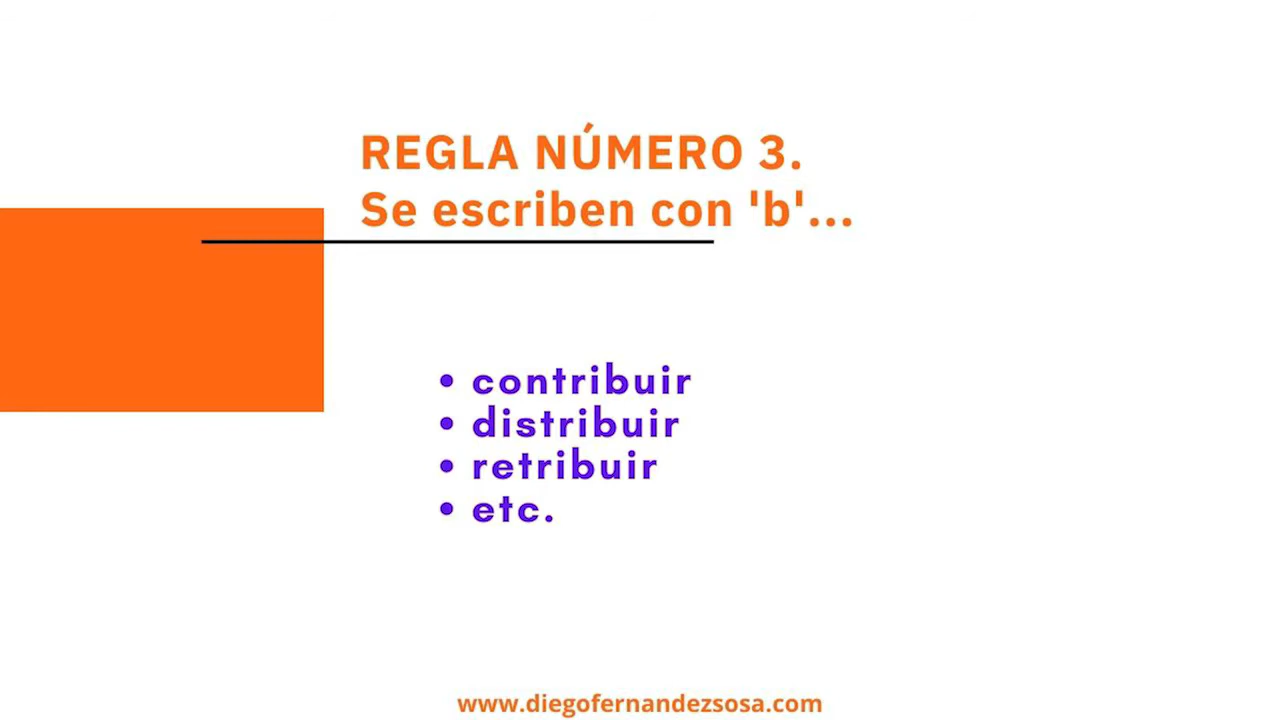 REGLA NÚMERO 3.
Se escriben con 'b'...
• contribuir
• distribuir
• retribuir
• etc.
www.diegofernandezsosa.com